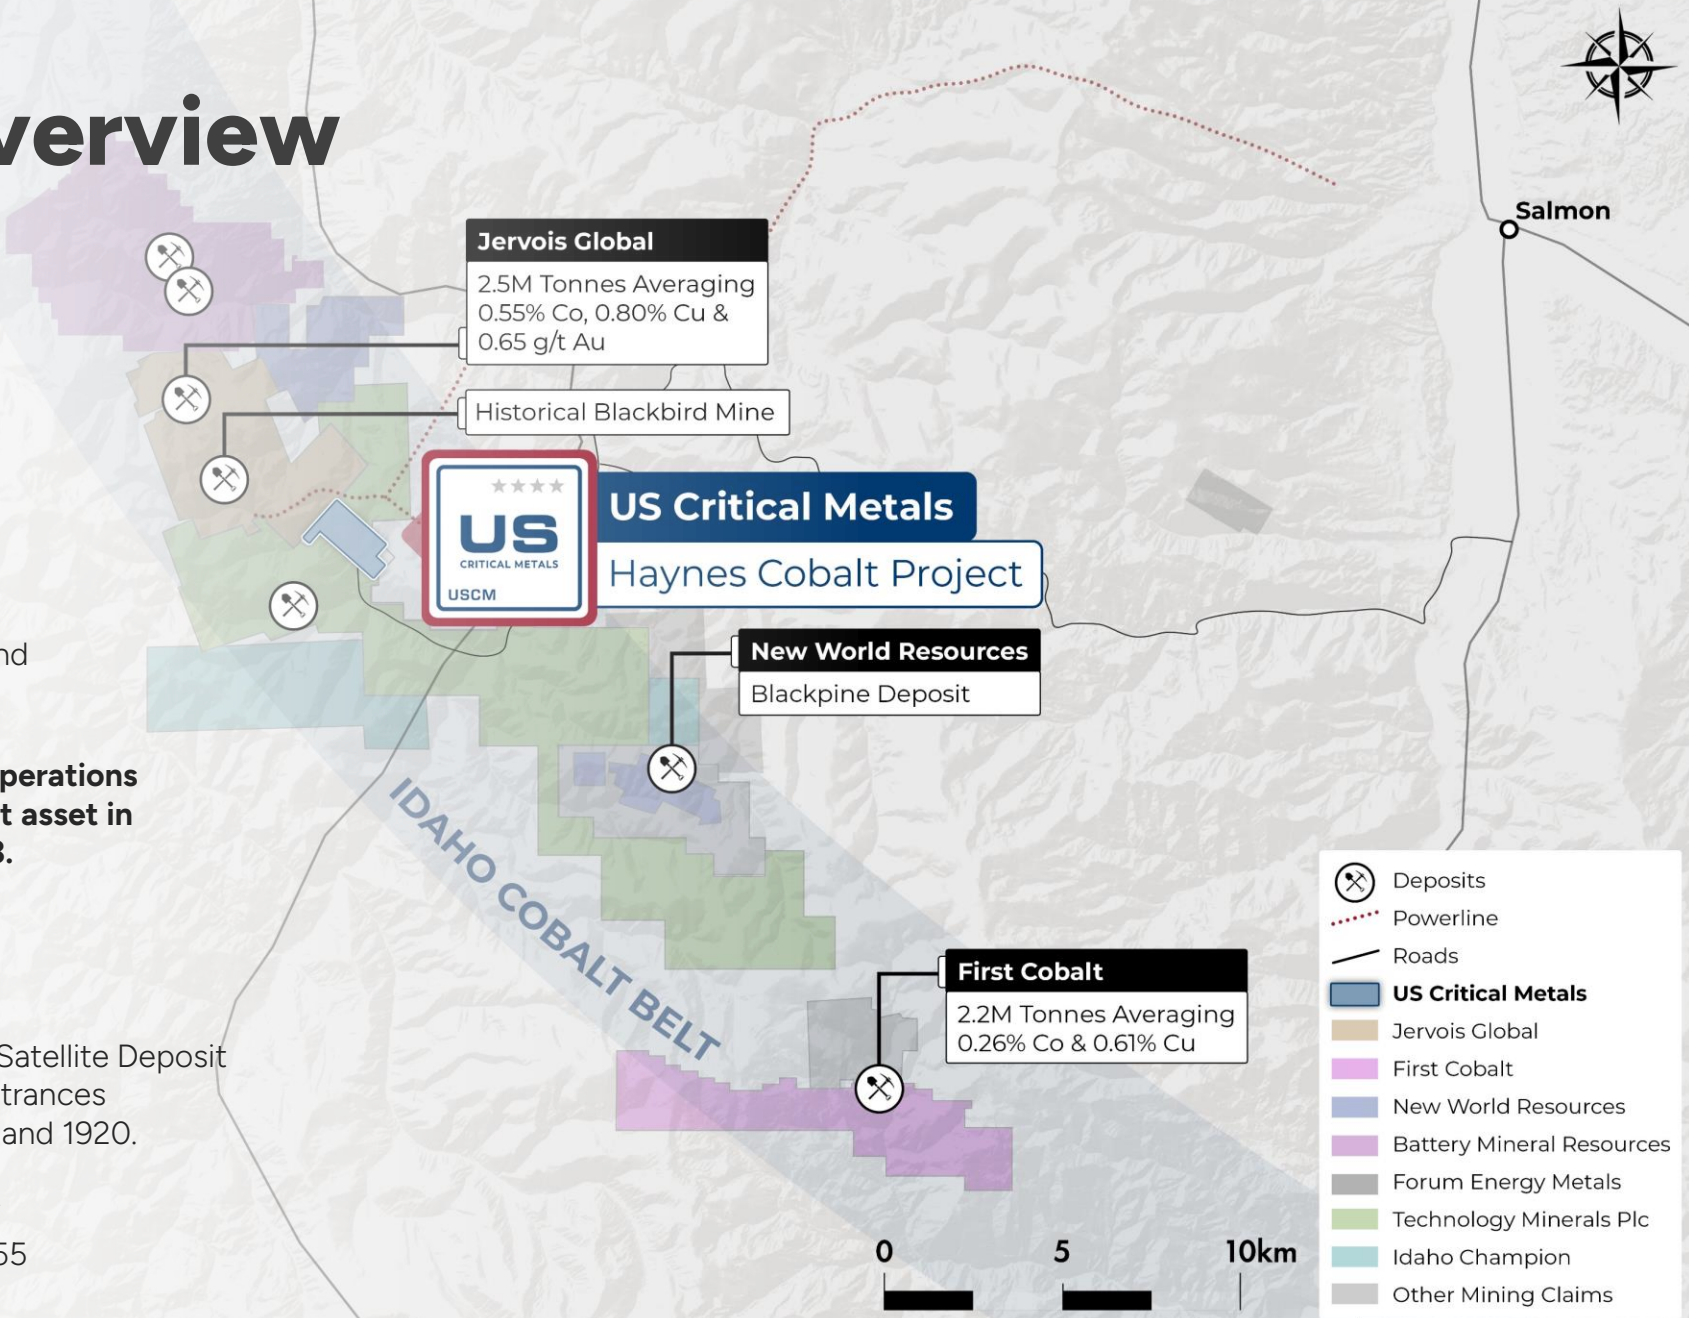 verview
Salmon
Jervois Global
2.5M Tonnes Averaging
0.55% Co, 0.80% Cu &
0.65 g/t Au
Historical Blackbird Mine
US
CRITICAL METALS
USCM
US Critical Metals
Haynes Cobalt Project
nd
New World Resources
Blackpine Deposit
perations
t asset in
3.
IDAHO COBALT BELT
First Cobalt
2.2M Tonnes Averaging
0.26% Co & 0.61% Cu
Satellite Deposit
trances
and 1920.
55
0 5 10km
Deposits
Powerline
Roads
US Critical Metals
Jervois Global
First Cobalt
New World Resources
Battery Mineral Resources
Forum Energy Metals
Technology Minerals Plc
Idaho Champion
Other Mining Claims